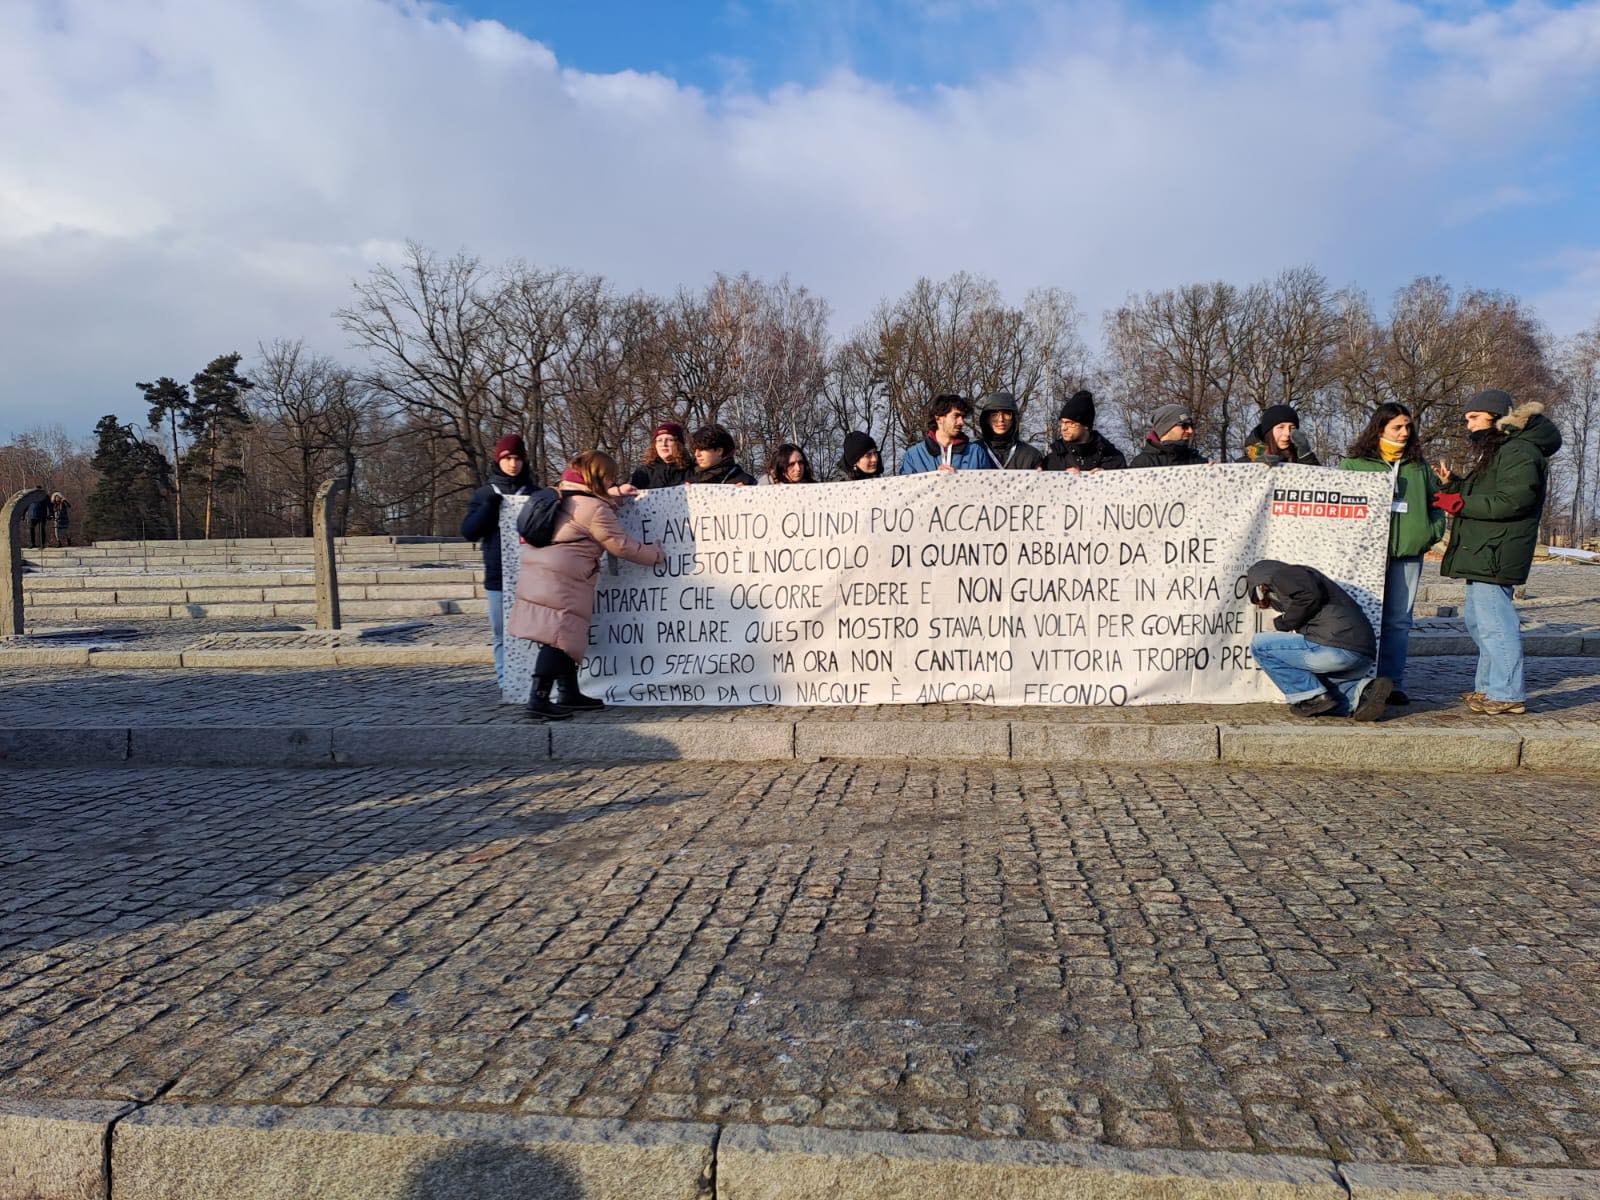 È AVVENUTO, QUINDI PUÒ ACCADERE DI NUOVO
QUESTO È IL NOCCIOLO DI QUANTO ABBIAMO DA DIRE
IMPARATE CHE OCCORRE VEDERE E NON GUARDARE IN ARIA
E NON PARLARE. QUESTO MOSTRO STAVA, UNA VOLTA PER GOVERNARE IL
LO SPENSERO MA ORA NON CANTIAMO VITTORIA TROPPO
IL GREMBO DA CUI NACQUE È ANCORA FECONDO
TRENO DELLA
MEMORIA